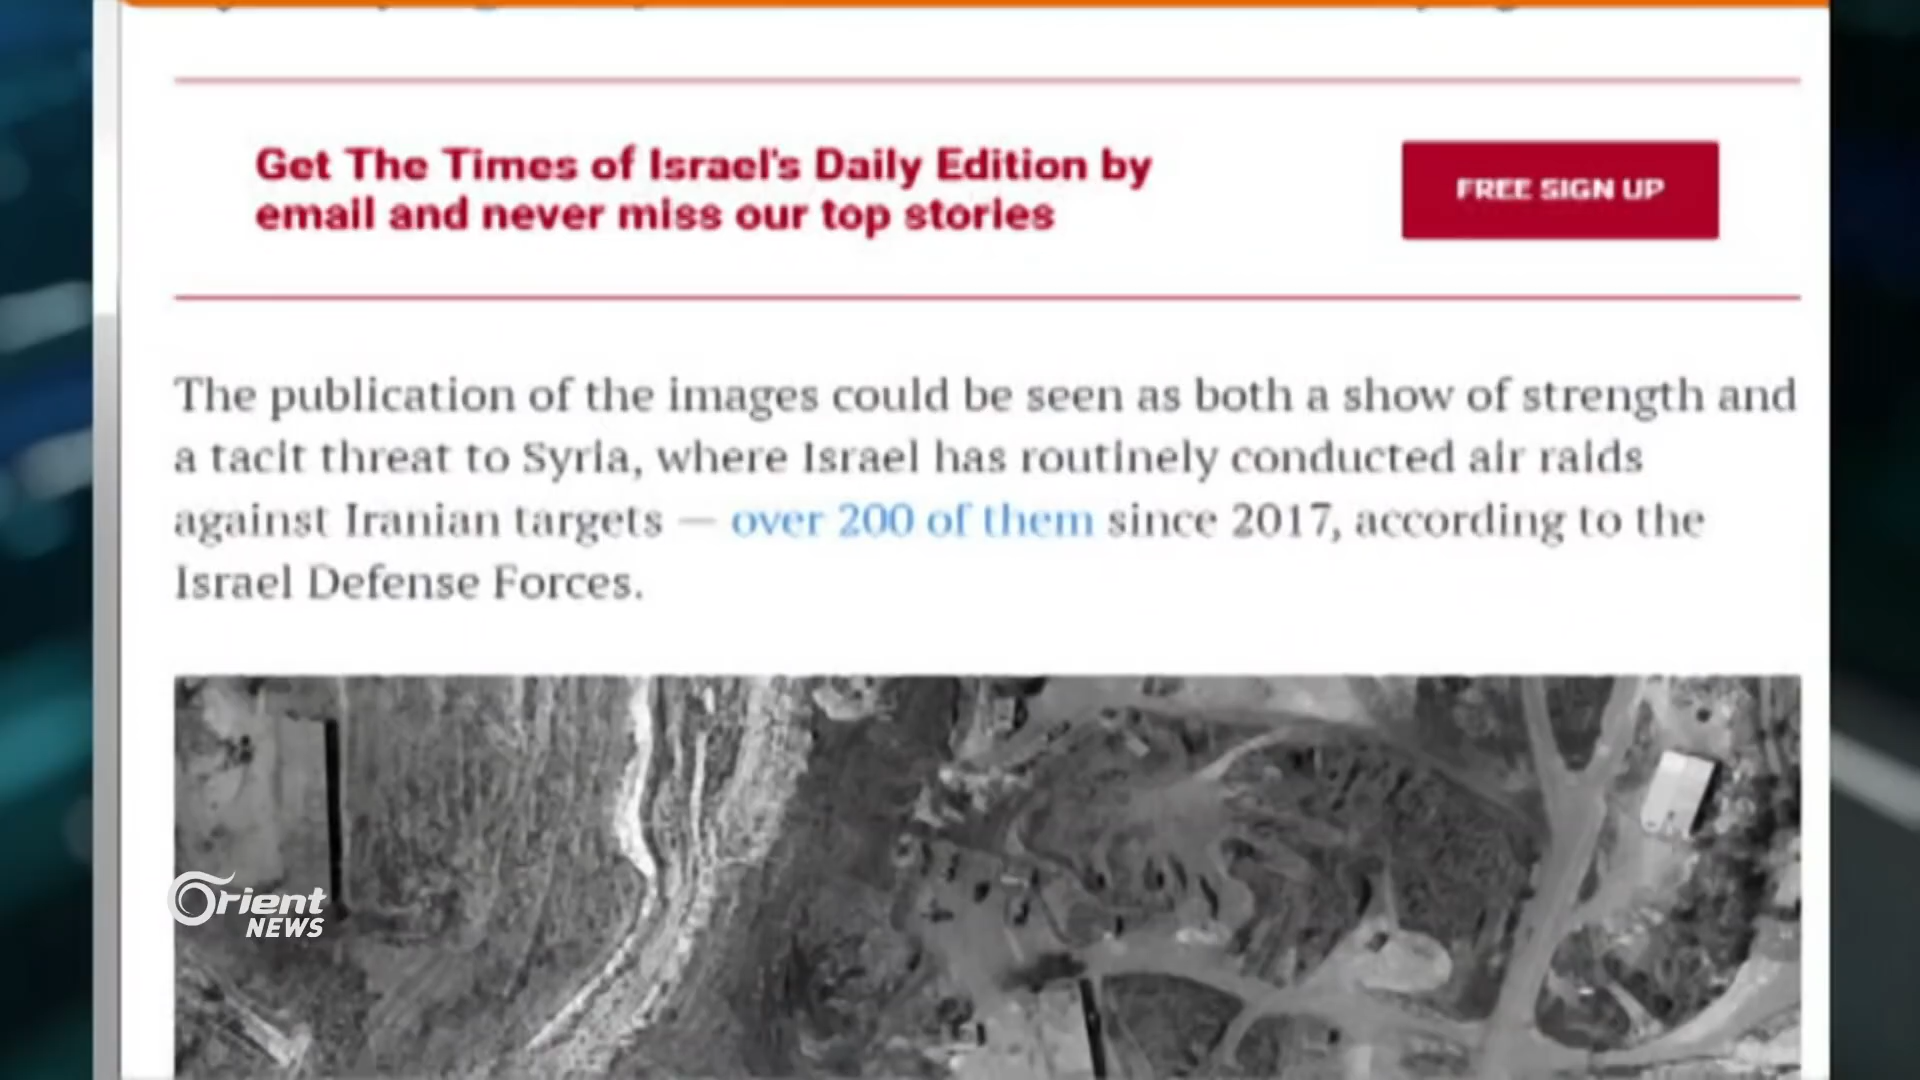 Get The Times of Israel's Daily Edition by
email and never miss our top stories
FREE SIGN UP
The publication of the images could be seen as both a show of strength and
a tacit threat to Syria, where Israel has routinely conducted air raids
against Iranian targets — over 200 of them since 2017, according to the
Israel Defense Forces.
Orient
NEWS